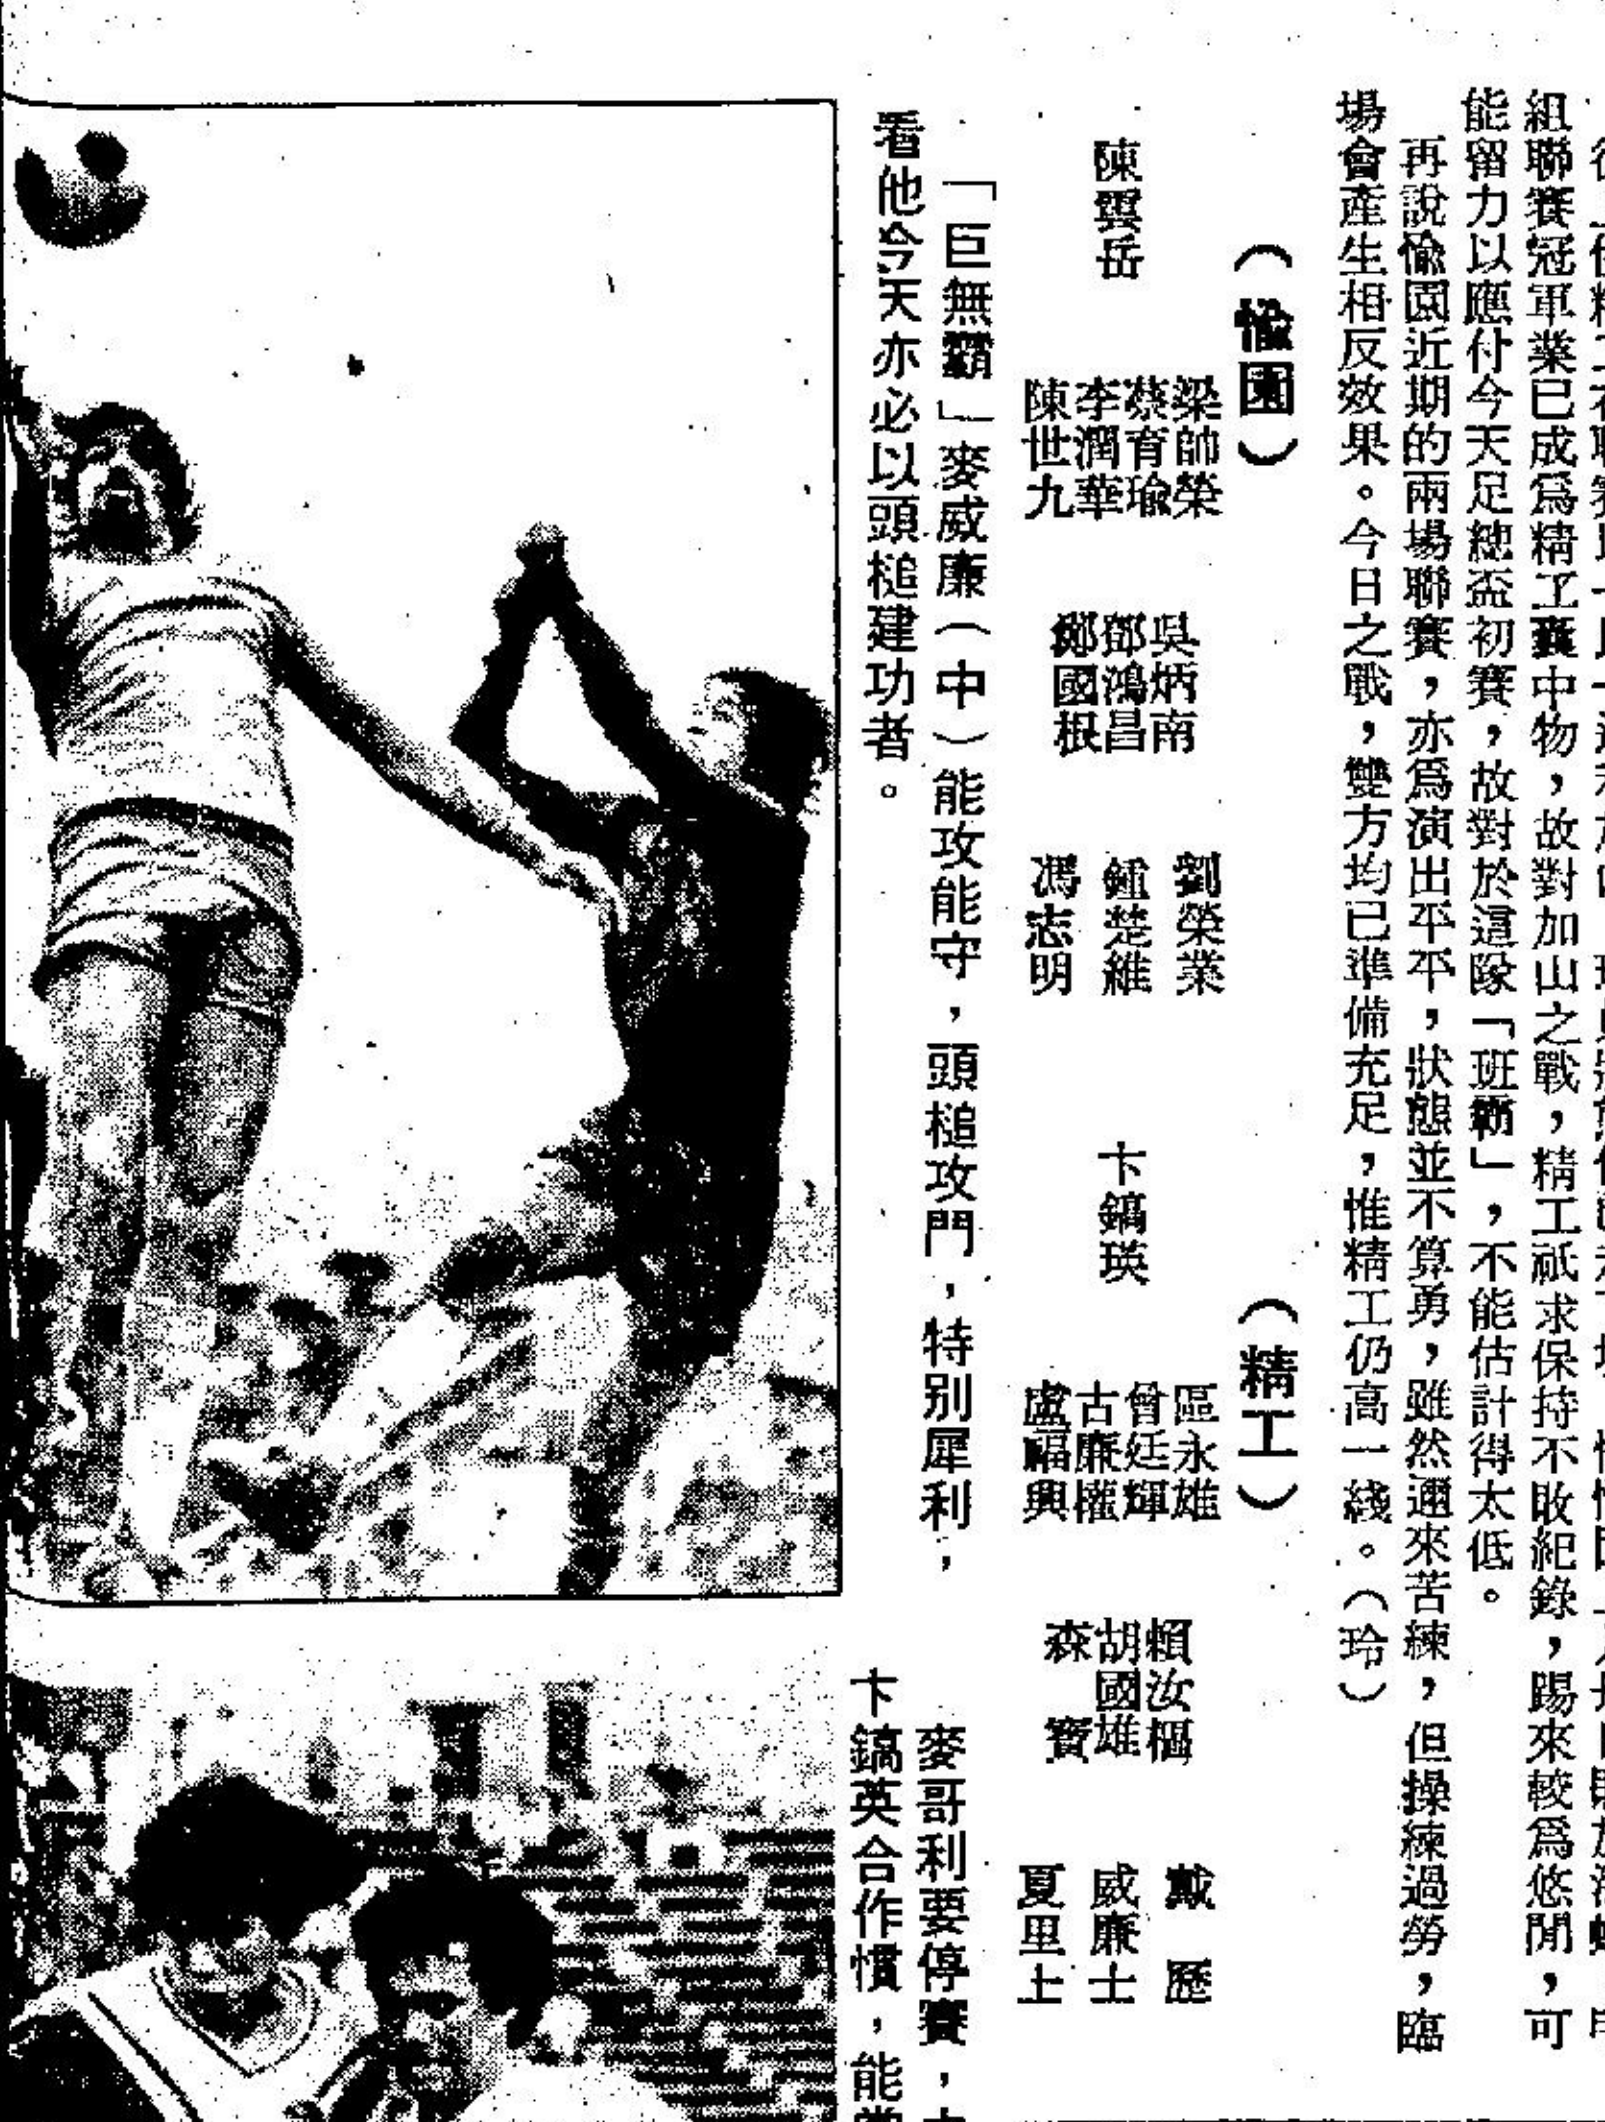 組聯賽冠軍業已成爲精工囊中物，故對加山之戰，精工祇求保持不敗紀錄，踢來較爲悠閒，可
能留力以應付今天足總盃初賽，故對於這隊「班霸」，不能估計得太低。
再說愉園近期的兩場聯賽，亦爲演出平平，狀態並不算勇，雖然邇來苦練，但操練過勞，臨
場會產生相反效果。今日之戰，雙方均已準備充足，惟精工仍高一綫。（玲）
（愉園）
陳雲岳
梁帥榮
蔡育瑜
李潤華
陳世九
吳炳南
鄧鴻昌
鄭國根
劉榮業
鍾楚維
馮志明
（精工）
卞鎬瑛
區永雄
曾廷輝
古廉權
盧福興
賴汝楫
胡國雄
森寶
戴歷
威廉士
夏里士
「巨無霸」麥威廉（中）能攻能守，頭槌攻門，特別犀利，
看他今天亦必以頭槌建功者。
麥哥利要停賽，
卞鎬英合作慣，能